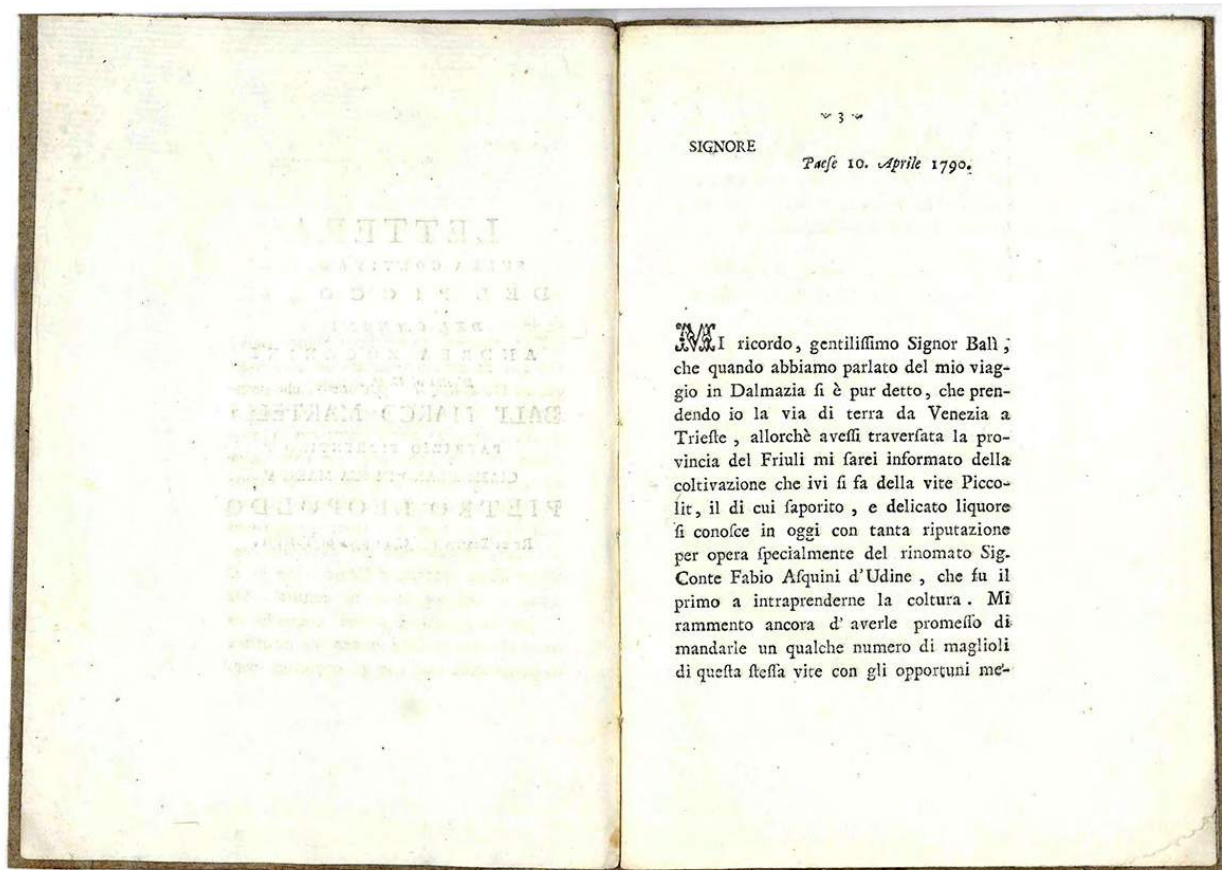 3
SIGNORE
Paeſe 10. Aprile 1790.
MI ricordo, gentiliſſimo Signor Balì,
che quando abbiamo parlato del mio viag-
gio in Dalmazia ſi è pur detto, che pren-
dendo io la via di terra da Venezia a
Trieſte, allorchè aveſſi traverſata la pro-
vincia del Friuli mi ſarei informato della
coltivazione che ivi ſi fa della vite Picco-
lit, il di cui ſaporito, e delicato liquore
ſi conoſce in oggi con tanta riputazione
per opera ſpecialmente del rinomato Sig.
Conte Fabio Aſquini d'Udine, che fu il
primo a intraprenderne la coltura. Mi
rammento ancora d'averle promeſſo di
mandarle un qualche numero di maglioli
di queſta ſteſſa vite con gli opportuni me-